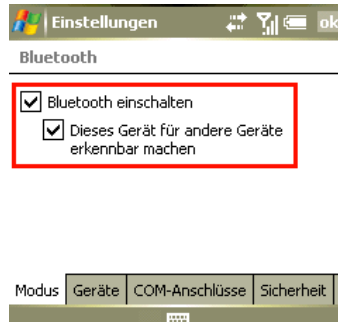 Einstellungen
ok
Bluetooth
Bluetooth einschalten
Dieses Gerät für andere Geräte
erkennbar machen
Modus Geräte COM-Anschlüsse Sicherheit